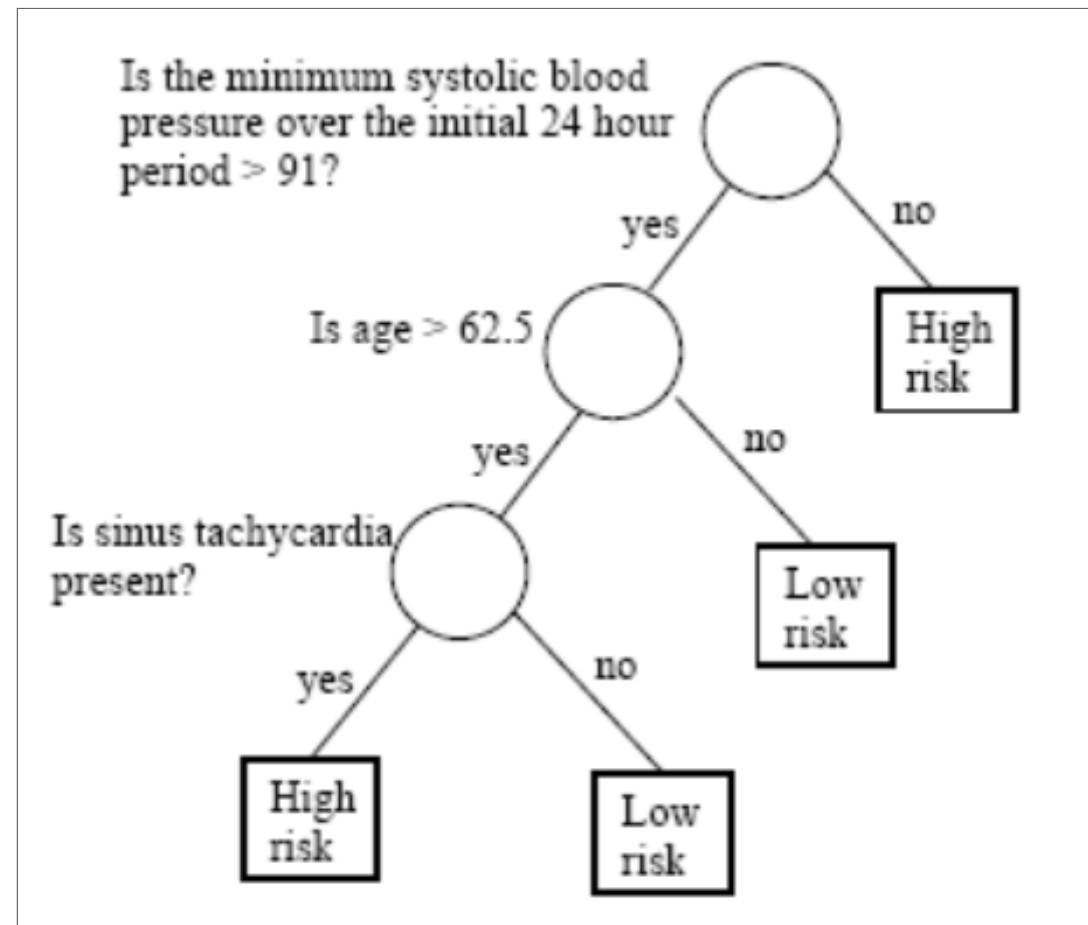 Is the minimum systolic blood
pressure over the initial 24 hour
period > 91?
yes
no
Is age > 62.5
High
risk
yes
no
Is sinus tachycardia
present?
Low
risk
yes
no
High
risk
Low
risk